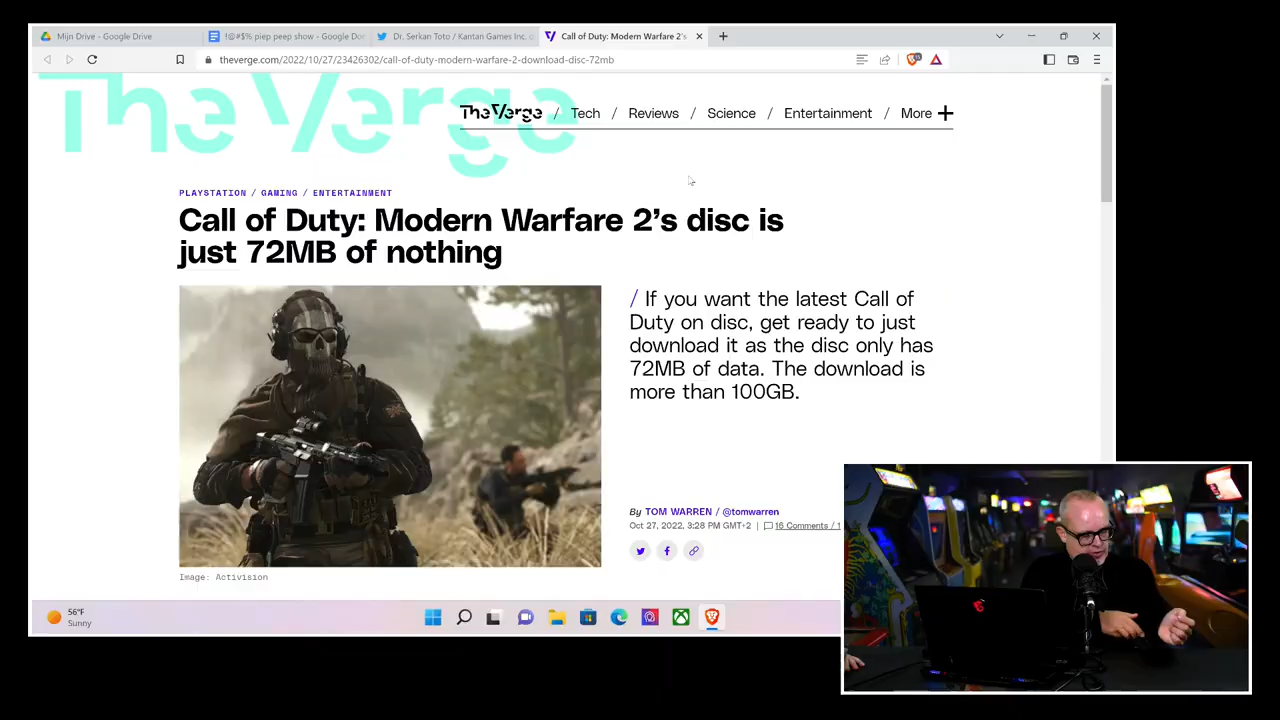 Mijn Drive - Google Drive
!@#$% piep peep show - Google Do
Dr. Serkan Toto / Kantan Games Inc. o
Call of Duty: Modern Warfare 2's
theverge.com/2022/10/27/23426302/call-of-duty-modern-warfare-2-download-disc-72mb
The Verge
The Verge / Tech / Reviews / Science / Entertainment / More
PLAYSTATION / GAMING / ENTERTAINMENT
Call of Duty: Modern Warfare 2’s disc is
just 72MB of nothing
/ If you want the latest Call of
Duty on disc, get ready to just
download it as the disc only has
72MB of data. The download is
more than 100GB.
By TOM WARREN / @tomwarren
Oct 27, 2022, 3:28 PM GMT+2 | 16 Comments / 1
Image: Activision
56°F
Sunny